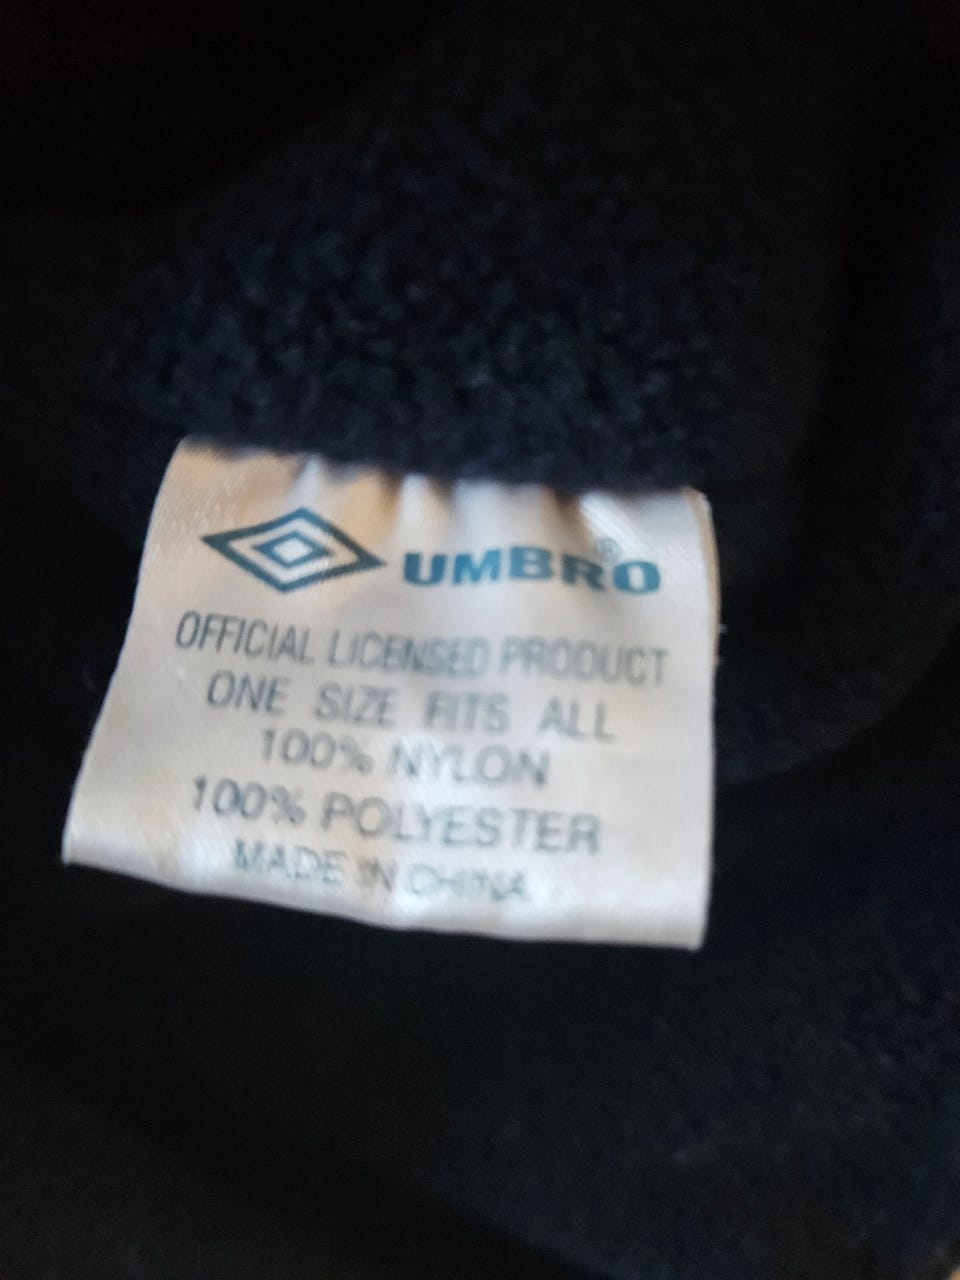 UMBRO®
OFFICIAL LICENSED PRODUCT
ONE SIZE FITS ALL
100% NYLON
100% POLYESTER
MADE IN CHINA